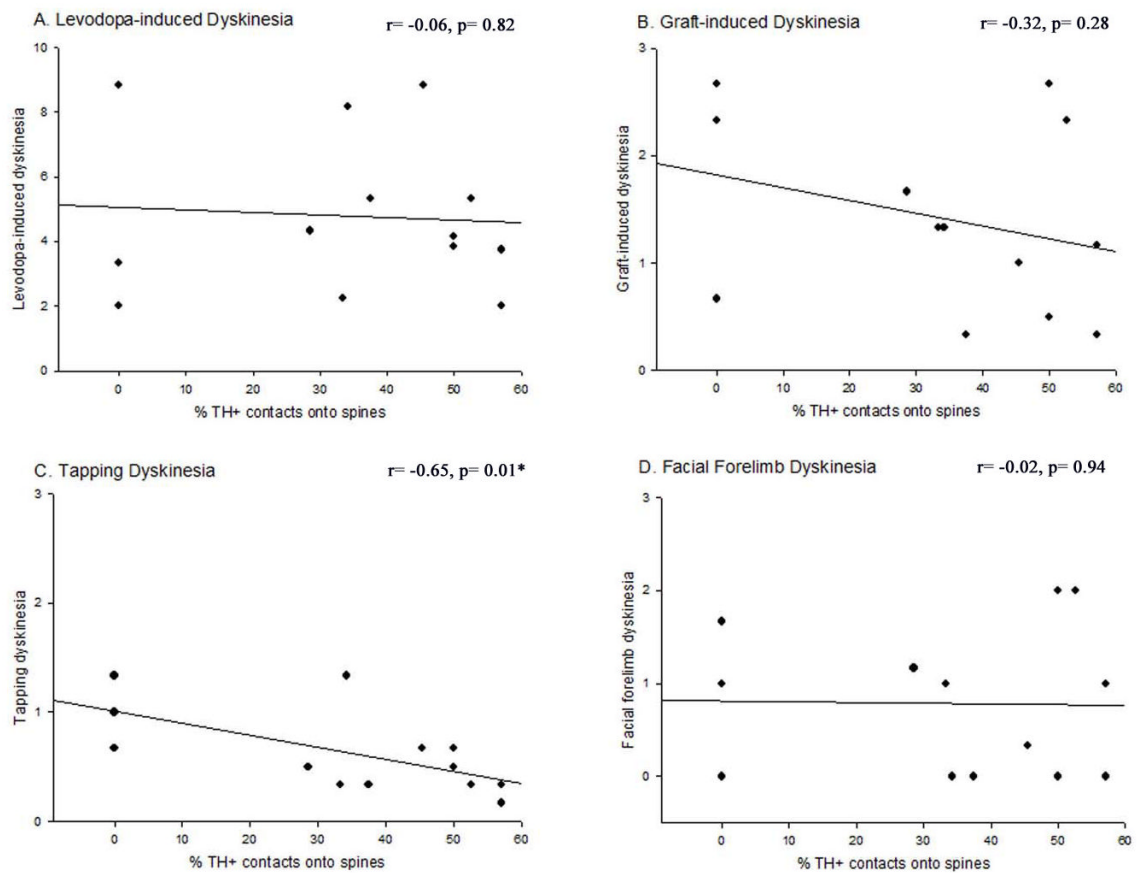 A. Levodopa-induced Dyskinesia
r= -0.06, p= 0.82
Levodopa-induced dyskinesia
10
8
6
4
2
0
0 10 20 30 40 50 60
% TH+ contacts onto spines
B. Graft-induced Dyskinesia
r= -0.32, p= 0.28
Graft-induced dyskinesia
3
2
1
0
0 10 20 30 40 50 60
% TH+ contacts onto spines
C. Tapping Dyskinesia
r= -0.65, p= 0.01*
Tapping dyskinesia
3
2
1
0
0 10 20 30 40 50 60
% TH+ contacts onto spines
D. Facial Forelimb Dyskinesia
r= -0.02, p= 0.94
Facial forelimb dyskinesia
3
2
1
0
0 10 20 30 40 50 60
% TH+ contacts onto spines